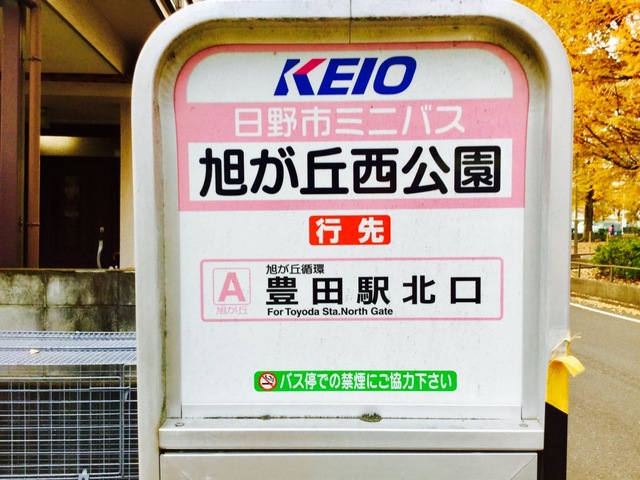 KEIO
日野市ミニバス
旭が丘西公園
行先
旭が丘循環
A 豊田駅北口
旭が丘 For Toyoda Sta.North Gate
バス停での禁煙にご協力下さい